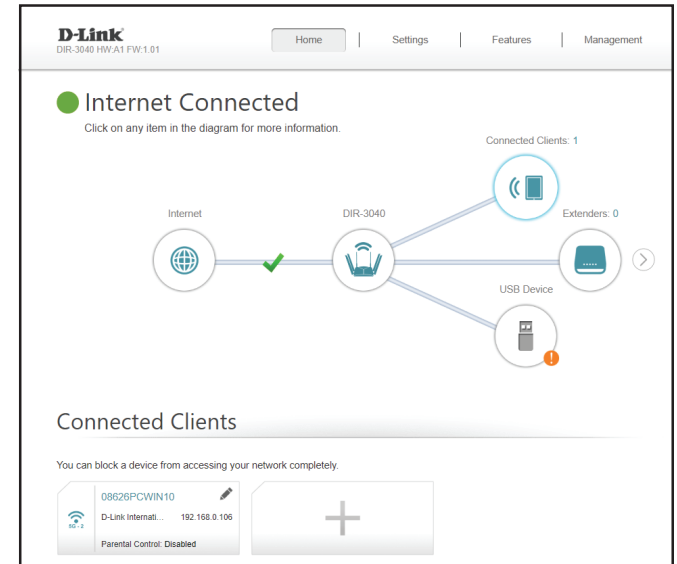 D-Link
DIR-3040 HW:A1 FW:1.01
Home
Settings
Features
Management
Internet Connected
Click on any item in the diagram for more information.
Connected Clients: 1
Internet
DIR-3040
Extenders: 0
USB Device
Connected Clients
You can block a device from accessing your network completely.
08626PCWIN10
5G - 2
D-Link Internati... 192.168.0.106
Parental Control: Disabled